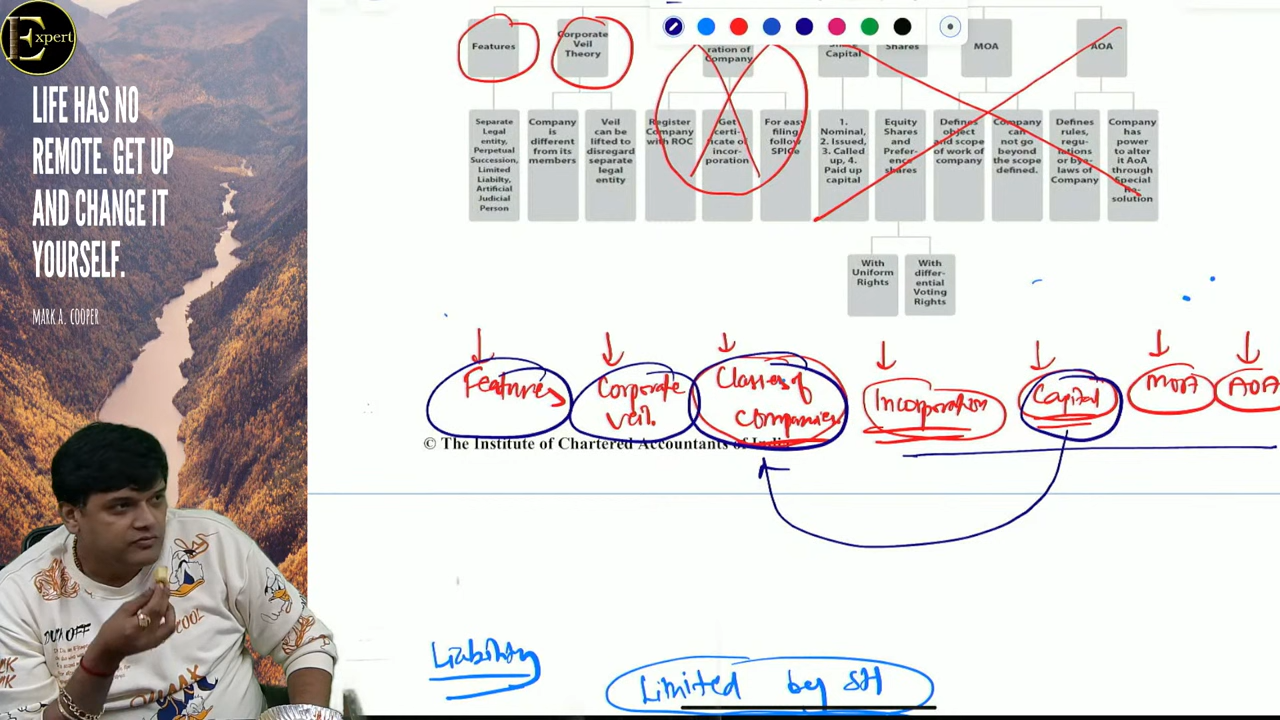 Expert
LIFE HAS NO
REMOTE. GET UP
AND CHANGE IT
YOURSELF.
MARK A. COOPER
Features
Corporate
Veil
Theory
ration of
Company
Capital
Shares
MOA
AOA
Separate
Legal
entity,
Perpetual
Succession,
Limited
Liabilty,
Artificial
Judicial
Person
Company
is
different
from its
members
Veil
can be
lifted to
disregard
separate
legal
entity
Register
Company
with ROC
Get
certi-
ficate of
incor-
poration
For easy
filing
follow
SPICe
1.
Nominal,
2. Issued,
3. Called
up, 4.
Paid up
capital
Equity
Shares
and
Prefer-
ence
shares
Defines
object
and scope
of work of
company
Company
can
not go
beyond
the scope
defined.
Defines
rules,
regu-
lations
or bye-
laws of
Company
Company
has
power
to alter
it AoA
through
Special
Re-
solution
With
Uniform
Rights
With
differ-
ential
Voting
Rights
Features
Corporate
veil.
Classes of
Companies
Incorporation
Capital
MOA
AOA
© The Institute of Chartered Accountants of India
Liability
Limited by SH